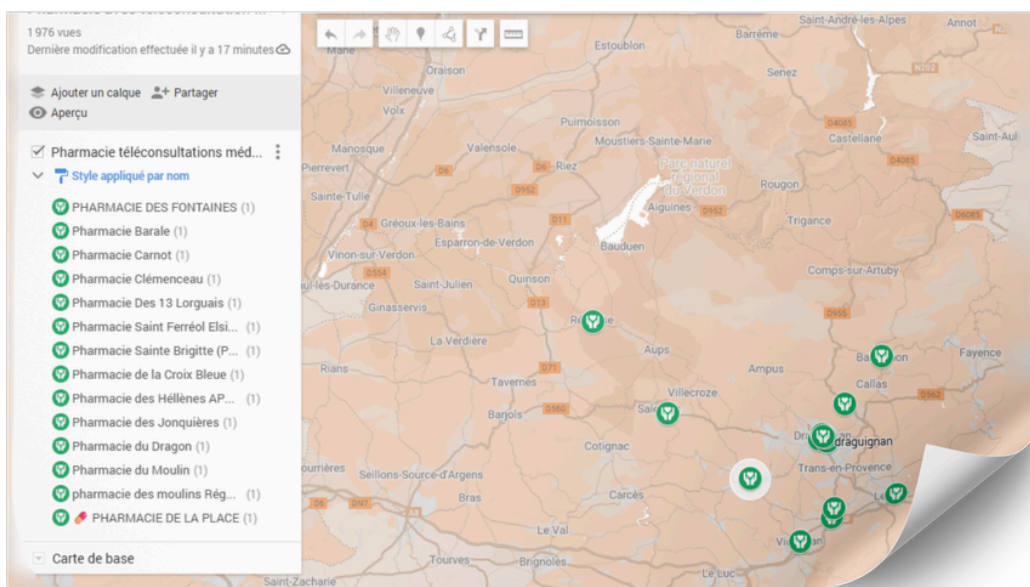 1 976 vues
Dernière modification effectuée il y a 17 minutes
Ajouter un calque Partager
Aperçu
Pharmacie téléconsultations méd...
Style appliqué par nom
PHARMACIE DES FONTAINES (1)
Pharmacie Barale (1)
Pharmacie Carnot (1)
Pharmacie Clémenceau (1)
Pharmacie Des 13 Lorguais (1)
Pharmacie Saint Ferréol Elsi... (1)
Pharmacie Sainte Brigitte (P... (1)
Pharmacie de la Croix Bleue (1)
Pharmacie des Héllènes AP... (1)
Pharmacie des Jonquières (1)
Pharmacie du Dragon (1)
Pharmacie du Moulin (1)
pharmacie des moulins Rég... (1)
PHARMACIE DE LA PLACE (1)
Carte de base
Saint-André-les-Alpes
Annot
Barrême
Estoublon
Oraison
Senez
N202
Villeneuve
Volx
Puimoisson
D4085
Castellane
Manosque
Valensole
Moustiers-Sainte-Marie
Saint-Aul
Pierrevert
D6
D6
Riez
Parc naturel
régional
du Verdon
D4085
Rougon
D952
Sainte-Tulle
Aiguines
D952
D4
Gréoux-les-Bains
D11
Trigance
D6085
Esparron-de-Verdon
Bauduen
Vinon-sur-Verdon
D554
Saint-Julien
Quinson
Comps-sur-Artuby
Ginasservis
D13
D955
La Verdière
Aups
Fayence
Rians
D71
Ampus
Callas
Tavernes
Villecroze
D562
Barjols
D560
Cotignac
draguignan
Trans-en-Provence
Seillons-Source-d'Argens
Bras
Carcès
D6
DN7
Le Val
Tourves
Brignoles
Le Luc
Saint-Zacharie